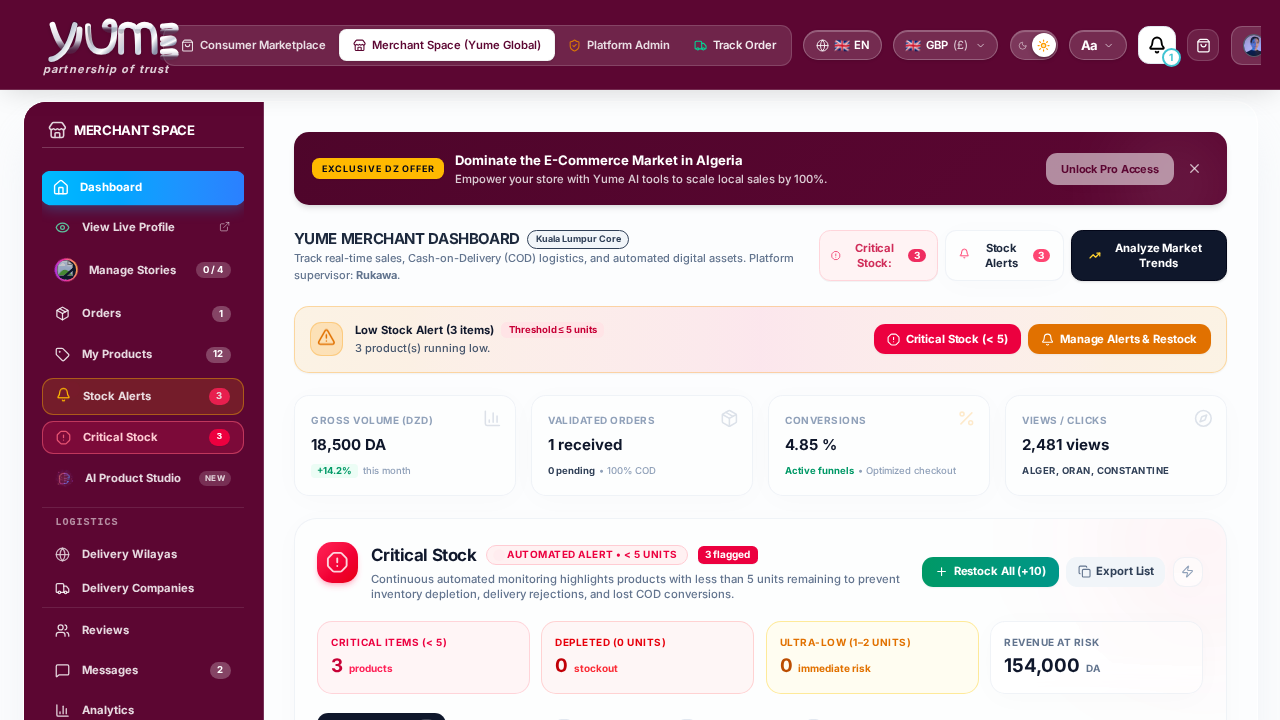 yume
partnership of trust
Consumer Marketplace
Merchant Space (Yume Global)
Platform Admin
Track Order
🇬🇧 EN
🇬🇧 GBP (£)
Aa
1
MERCHANT SPACE
Dashboard
View Live Profile
Manage Stories 0 / 4
Orders 1
My Products 12
Stock Alerts 3
Critical Stock 3
AI Product Studio NEW
LOGISTICS
Delivery Wilayas
Delivery Companies
Reviews
Messages 2
Analytics
EXCLUSIVE DZ OFFER
Dominate the E-Commerce Market in Algeria
Empower your store with Yume AI tools to scale local sales by 100%.
Unlock Pro Access
YUME MERCHANT DASHBOARD Kuala Lumpur Core
Track real-time sales, Cash-on-Delivery (COD) logistics, and automated digital assets. Platform
supervisor: Rukawa.
Critical
Stock: 3
Stock
Alerts 3
Analyze Market
Trends
Low Stock Alert (3 items) Threshold ≤ 5 units
3 product(s) running low.
Critical Stock (< 5)
Manage Alerts & Restock
GROSS VOLUME (DZD)
18,500 DA
+14.2% this month
VALIDATED ORDERS
1 received
0 pending • 100% COD
CONVERSIONS
4.85 %
Active funnels • Optimized checkout
VIEWS / CLICKS
2,481 views
ALGER, ORAN, CONSTANTINE
Critical Stock AUTOMATED ALERT • < 5 UNITS 3 flagged
Continuous automated monitoring highlights products with less than 5 units remaining to prevent
inventory depletion, delivery rejections, and lost COD conversions.
Restock All (+10)
Export List
CRITICAL ITEMS (< 5)
3 products
DEPLETED (0 UNITS)
0 stockout
ULTRA-LOW (1–2 UNITS)
0 immediate risk
REVENUE AT RISK
154,000 DA